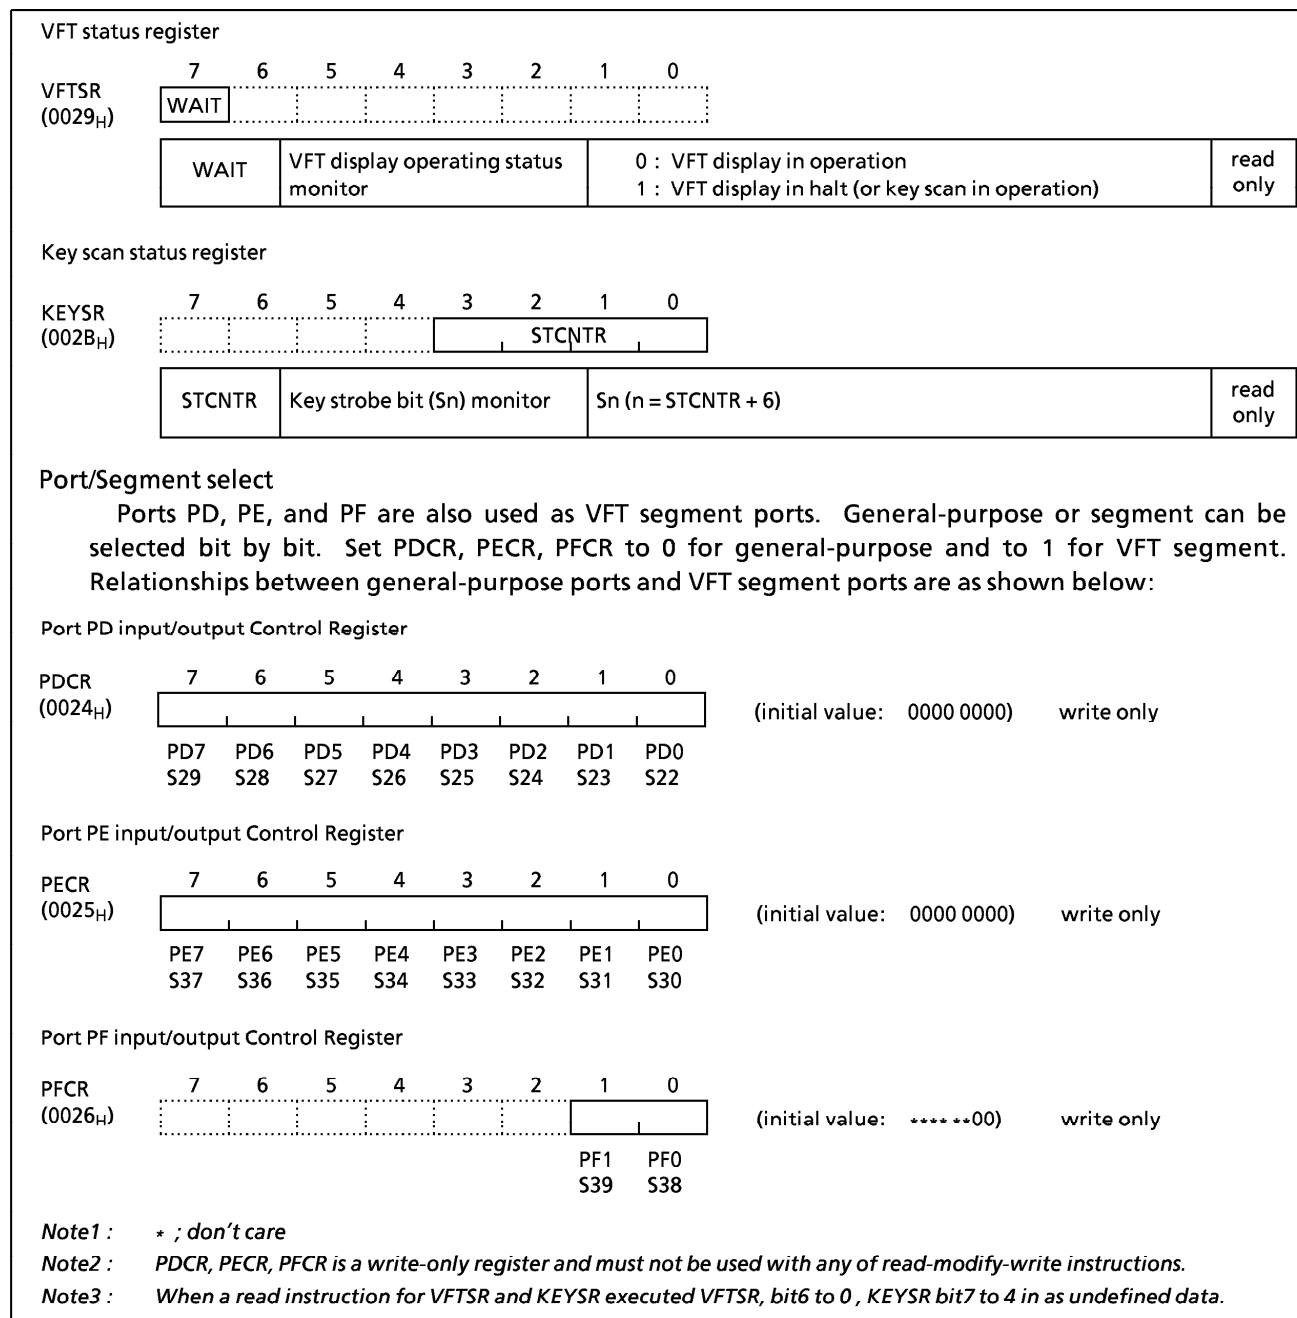 VFT status register
7 6 5 4 3 2 1 0
VFTSR
(0029H)
WAIT
WAIT VFT display operating status monitor 0 : VFT display in operation
1 : VFT display in halt (or key scan in operation) read only
Key scan status register
7 6 5 4 3 2 1 0
KEYSR
(002BH)
STCNTR
STCNTR Key strobe bit (Sn) monitor Sn (n = STCNTR + 6) read only
Port/Segment select
Ports PD, PE, and PF are also used as VFT segment ports. General-purpose or segment can be
selected bit by bit. Set PDCR, PECR, PFCR to 0 for general-purpose and to 1 for VFT segment.
Relationships between general-purpose ports and VFT segment ports are as shown below:
Port PD input/output Control Register
7 6 5 4 3 2 1 0
PDCR
(0024H) (initial value: 0000 0000) write only
PD7 PD6 PD5 PD4 PD3 PD2 PD1 PD0
S29 S28 S27 S26 S25 S24 S23 S22
Port PE input/output Control Register
7 6 5 4 3 2 1 0
PECR
(0025H) (initial value: 0000 0000) write only
PE7 PE6 PE5 PE4 PE3 PE2 PE1 PE0
S37 S36 S35 S34 S33 S32 S31 S30
Port PF input/output Control Register
7 6 5 4 3 2 1 0
PFCR
(0026H) (initial value: **** **00) write only
PF1 PF0
S39 S38
Note1 : * ; don't care
Note2 : PDCR, PECR, PFCR is a write-only register and must not be used with any of read-modify-write instructions.
Note3 : When a read instruction for VFTSR and KEYSR executed VFTSR, bit6 to 0 , KEYSR bit7 to 4 in as undefined data.